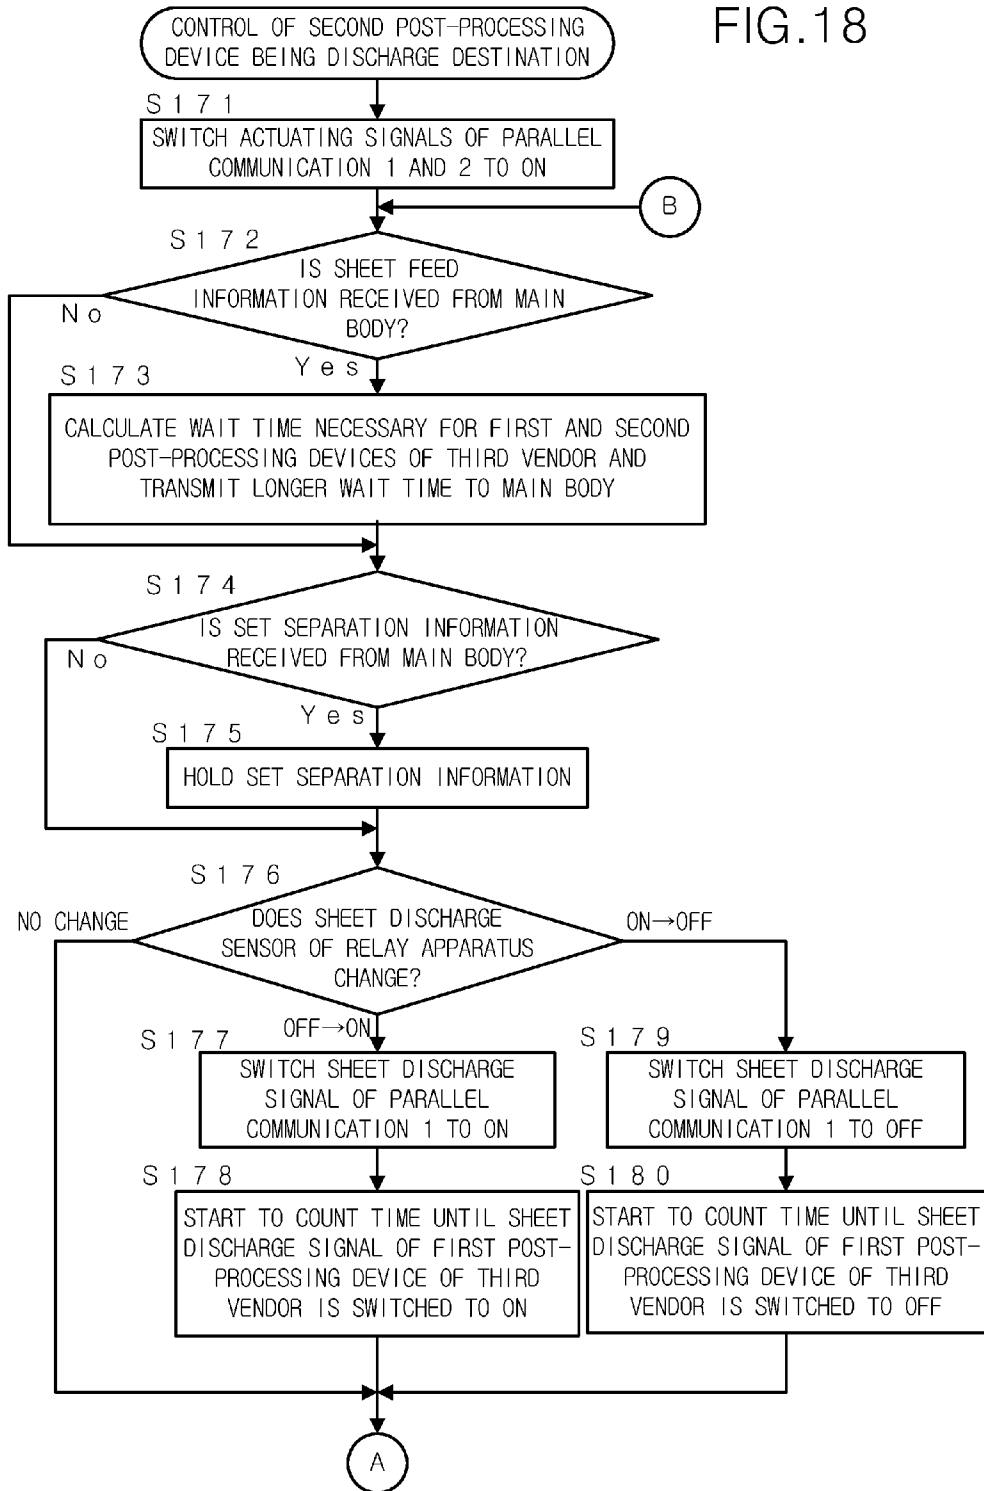 FIG.18
CONTROL OF SECOND POST-PROCESSING
DEVICE BEING DISCHARGE DESTINATION
S171
SWITCH ACTUATING SIGNALS OF PARALLEL
COMMUNICATION 1 AND 2 TO ON
B
S172
IS SHEET FEED
INFORMATION RECEIVED FROM MAIN
BODY?
No
Yes
S173
CALCULATE WAIT TIME NECESSARY FOR FIRST AND SECOND
POST-PROCESSING DEVICES OF THIRD VENDOR AND
TRANSMIT LONGER WAIT TIME TO MAIN BODY
S174
IS SET SEPARATION INFORMATION
RECEIVED FROM MAIN BODY?
No
Yes
S175
HOLD SET SEPARATION INFORMATION
S176
NO CHANGE
DOES SHEET DISCHARGE
SENSOR OF RELAY APPARATUS
CHANGE?
ON→OFF
OFF→ON
S177
SWITCH SHEET DISCHARGE
SIGNAL OF PARALLEL
COMMUNICATION 1 TO ON
S179
SWITCH SHEET DISCHARGE
SIGNAL OF PARALLEL
COMMUNICATION 1 TO OFF
S178
START TO COUNT TIME UNTIL SHEET
DISCHARGE SIGNAL OF FIRST POST-
PROCESSING DEVICE OF THIRD
VENDOR IS SWITCHED TO ON
S180
START TO COUNT TIME UNTIL SHEET
DISCHARGE SIGNAL OF FIRST POST-
PROCESSING DEVICE OF THIRD
VENDOR IS SWITCHED TO OFF
A